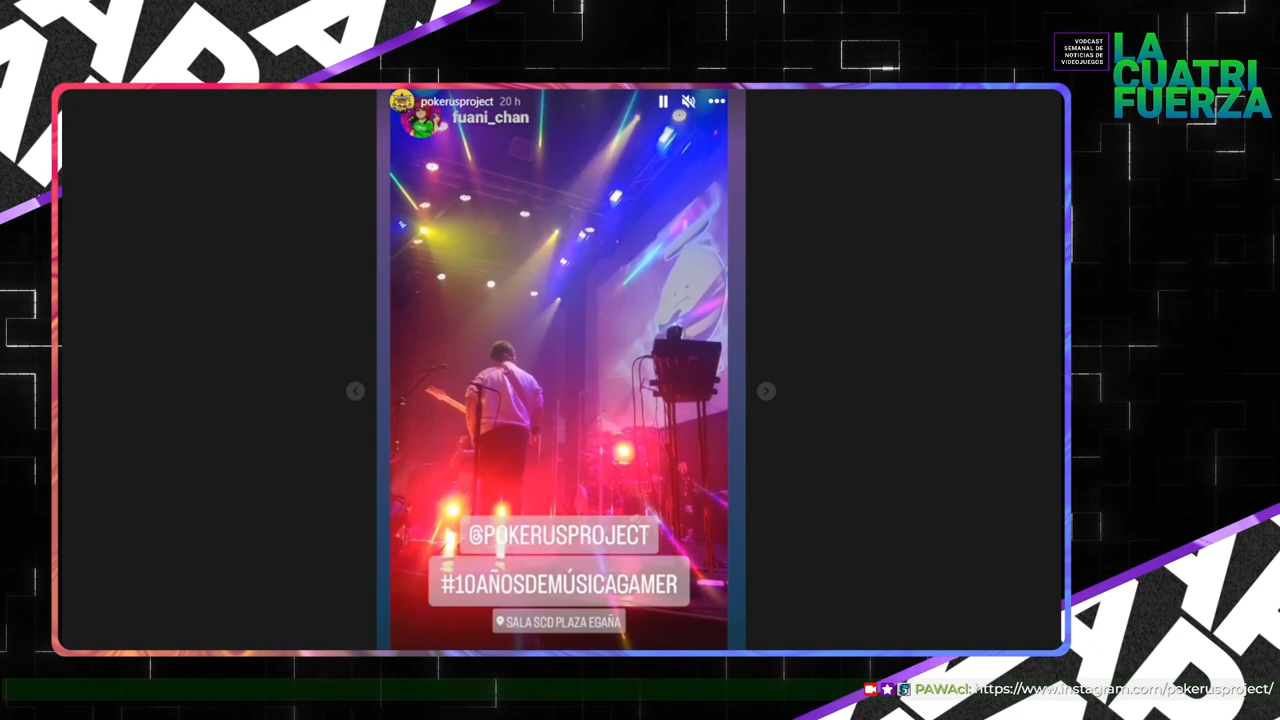 VODCAST
SEMANAL DE
NOTICIAS DE
VIDEOJUEGOS
LA
CUATRI
FUERZA
pokerusproject 20 h
fuani_chan
@POKERUSPROJECT
#10AÑOSDEMÚSICAGAMER
SALA SCD PLAZA EGAÑA
PAWAcl: https://www.instagram.com/pokerusproject/